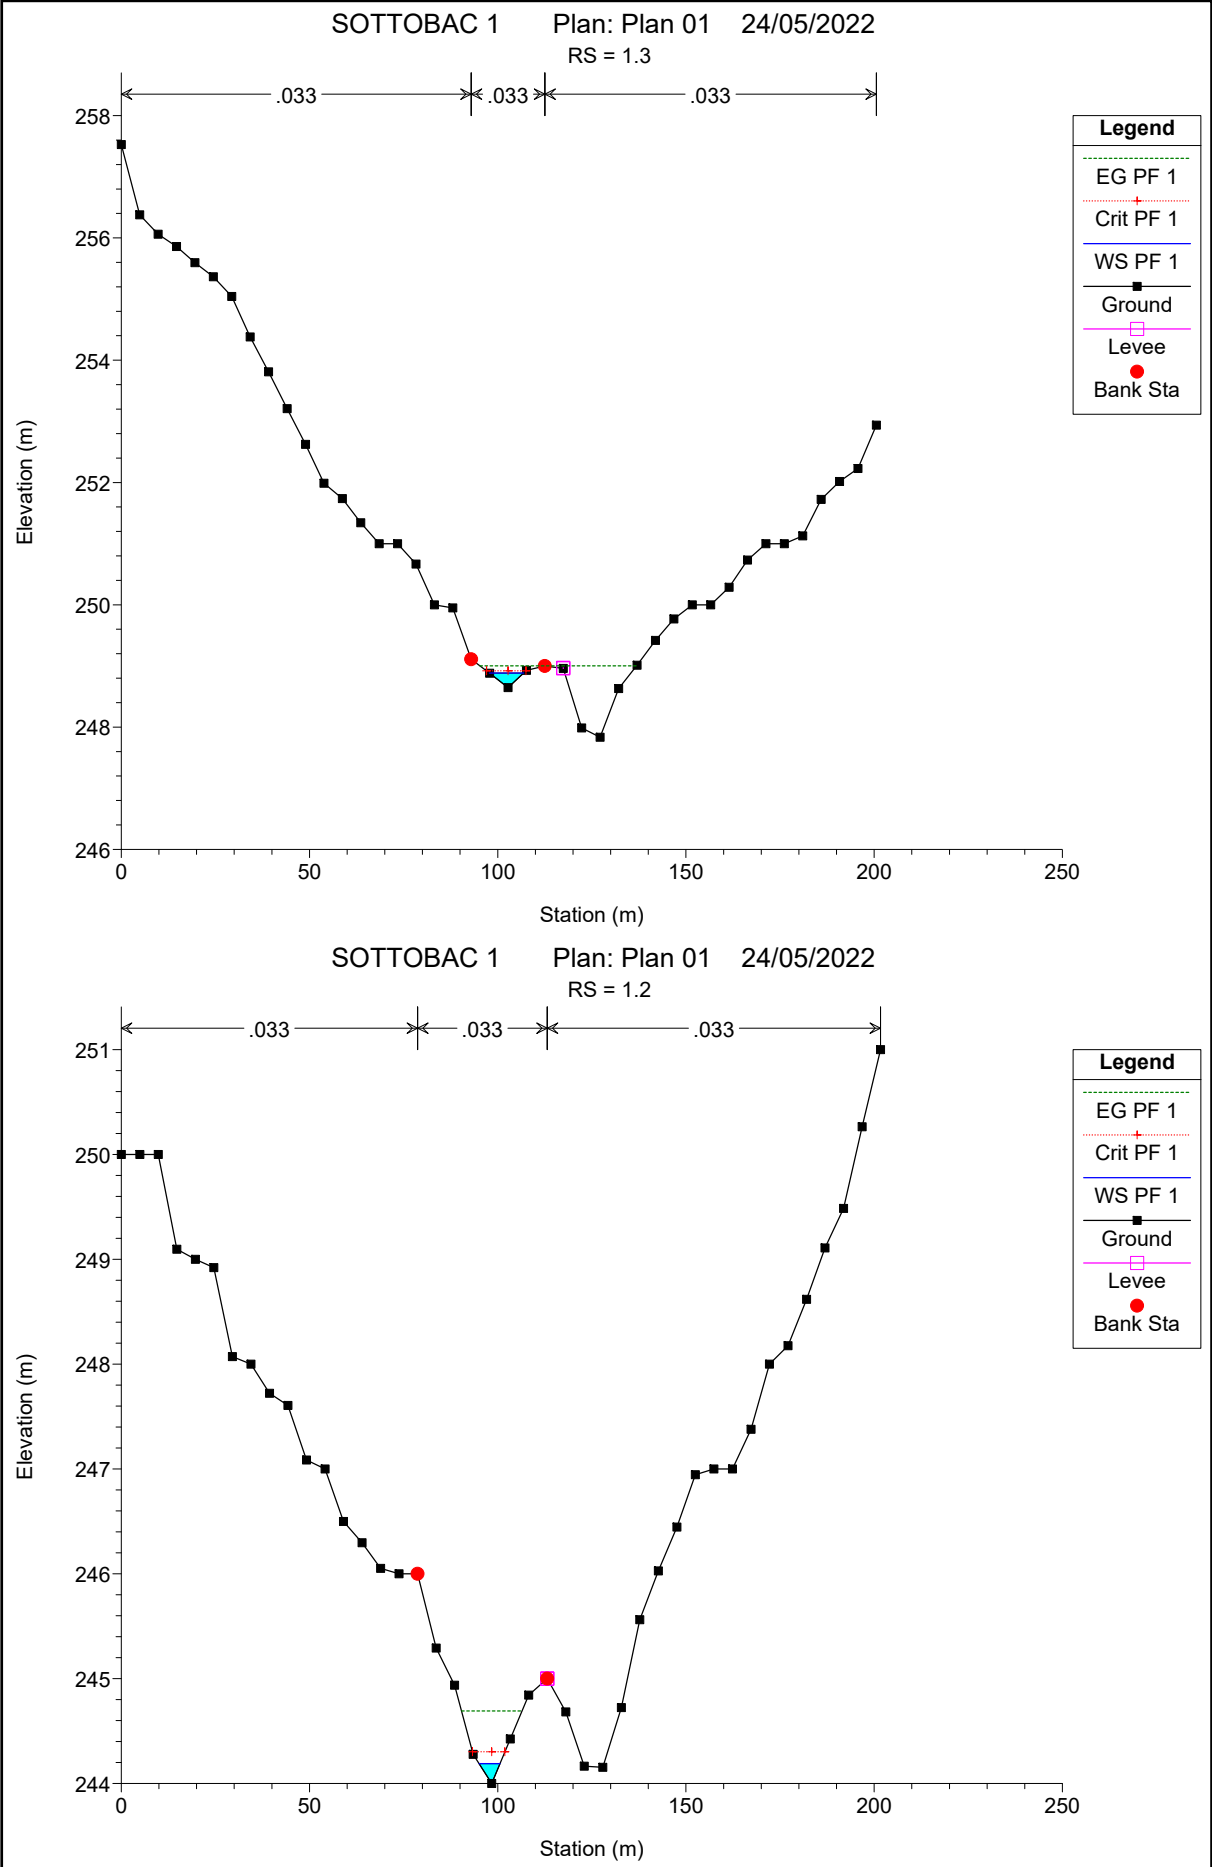 SOTTOBAC 1 Plan: Plan 01 24/05/2022
RS = 1.3
.033 .033 .033
258
256
254
252
250
248
246
Elevation (m)
0 50 100 150 200 250
Station (m)
Legend
EG PF 1
Crit PF 1
WS PF 1
Ground
Levee
Bank Sta
SOTTOBAC 1 Plan: Plan 01 24/05/2022
RS = 1.2
.033 .033 .033
251
250
249
248
247
246
245
244
Elevation (m)
0 50 100 150 200 250
Station (m)
Legend
EG PF 1
Crit PF 1
WS PF 1
Ground
Levee
Bank Sta